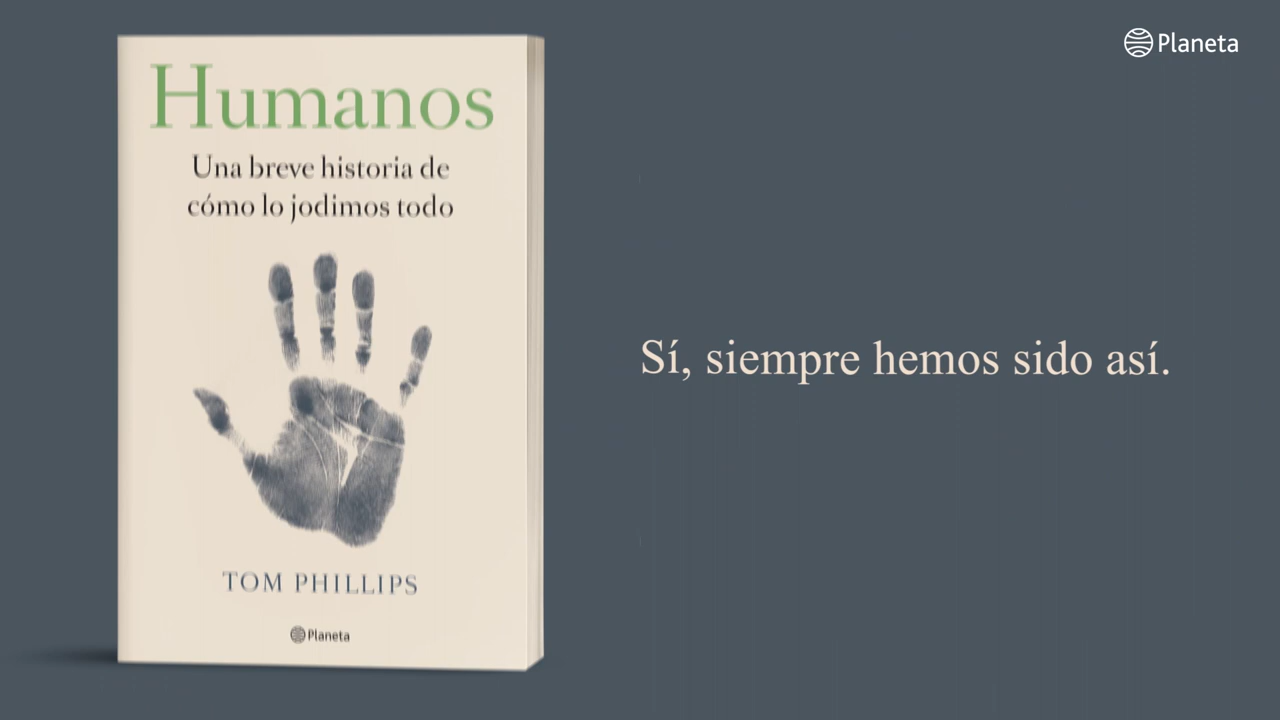 Humanos
Una breve historia de
cómo lo jodimos todo
TOM PHILLIPS
Planeta
Planeta
Sí, siempre hemos sido así.